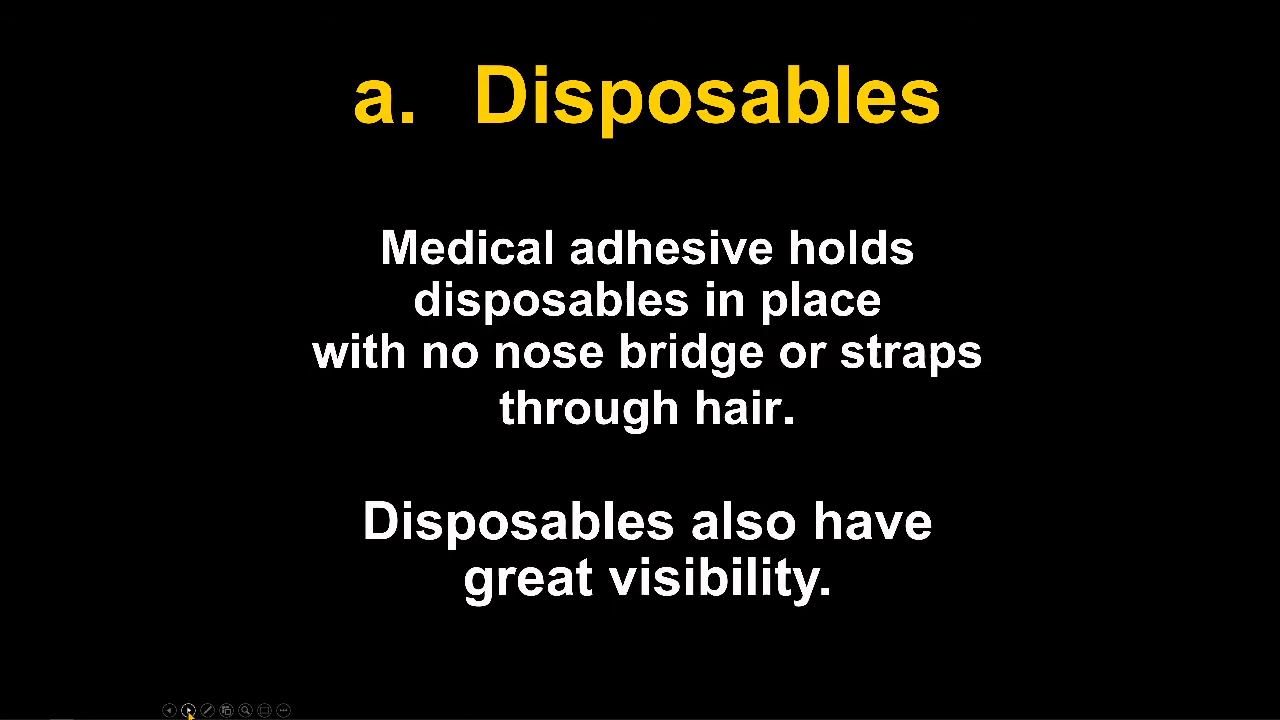 a. Disposables
Medical adhesive holds
disposables in place
with no nose bridge or straps
through hair.
Disposables also have
great visibility.